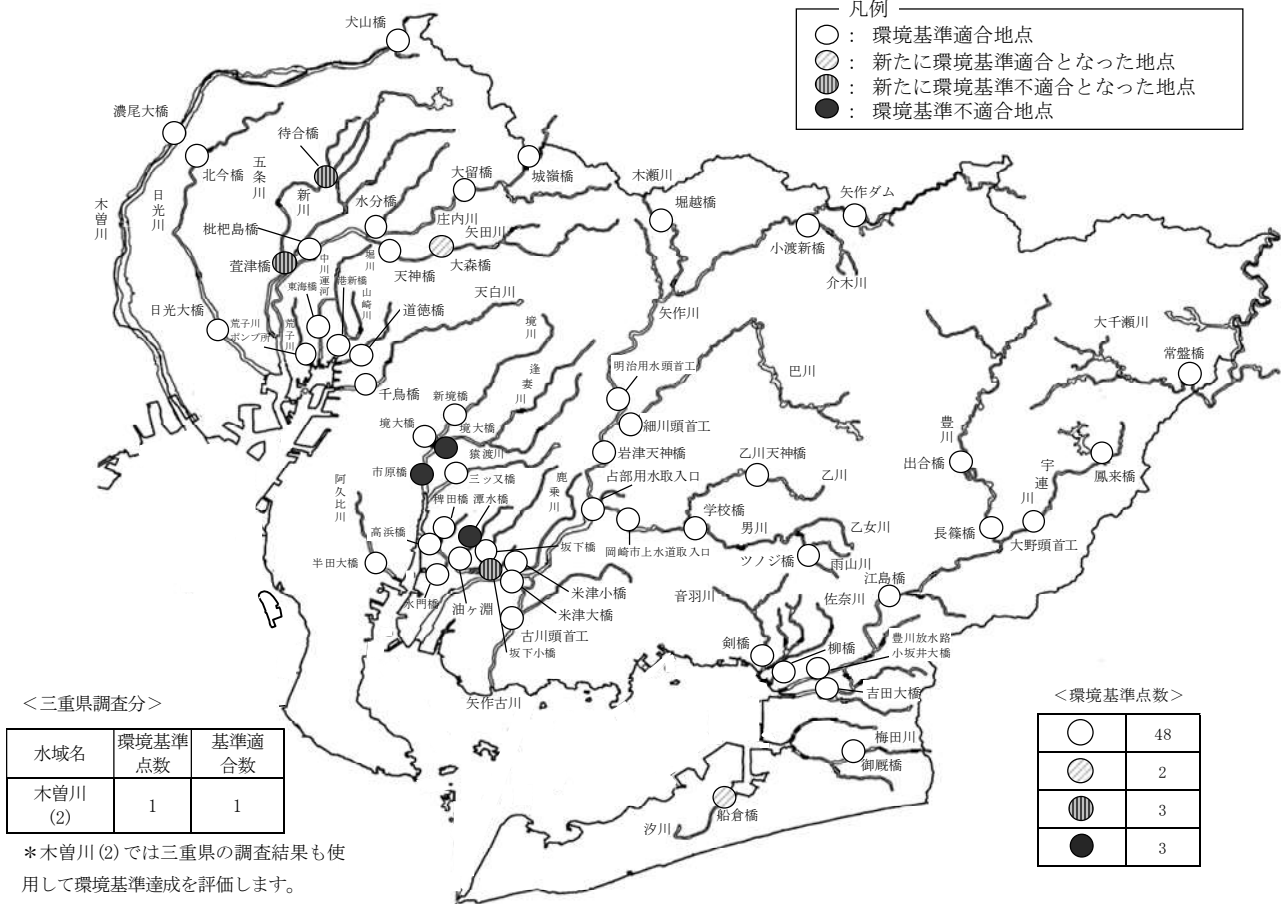 凡例
： 環境基準適合地点
： 新たに環境基準適合となった地点
： 新たに環境基準不適合となった地点
： 環境基準不適合地点
犬山橋
濃尾大橋
待合橋
北今橋
五条川
新川
日光川
木曽川
水分橋
大留橋
城嶺橋
木瀬川
堀越橋
矢作ダム
小渡新橋
介木川
庄内川
矢田川
枇杷島橋
堀川
天神橋
大森橋
萱津橋
中川運河
東海橋
港新橋
山崎川
道徳橋
天白川
日光大橋
荒子川
ポンプ所
荒子川
千鳥橋
矢作川
境川
逢妻川
新境橋
境大橋
境大橋
猿渡川
市原橋
三ッ又橋
明治用水頭首工
細川頭首工
岩津天神橋
巴川
大千瀬川
常盤橋
豊川
出合橋
宇連川
鳳来橋
長篠橋
大野頭首工
阿久比川
稗田橋
潭水橋
鹿乗川
占部用水取入口
乙川天神橋
乙川
学校橋
男川
乙女川
岡崎市上水道取入口
ツノジ橋
雨山川
高浜橋
坂下橋
半田大橋
水門橋
油ヶ淵
米津小橋
米津大橋
古川頭首工
坂下小橋
矢作古川
江島橋
佐奈川
音羽川
剣橋
柳橋
豊川放水路
小坂井大橋
吉田大橋
梅田川
御厩橋
船倉橋
汐川
＜三重県調査分＞
水域名 環境基準点数 基準適合数
木曽川(2) 1 1
＊木曽川(2)では三重県の調査結果も使
用して環境基準達成を評価します。
＜環境基準点数＞
48
2
3
3